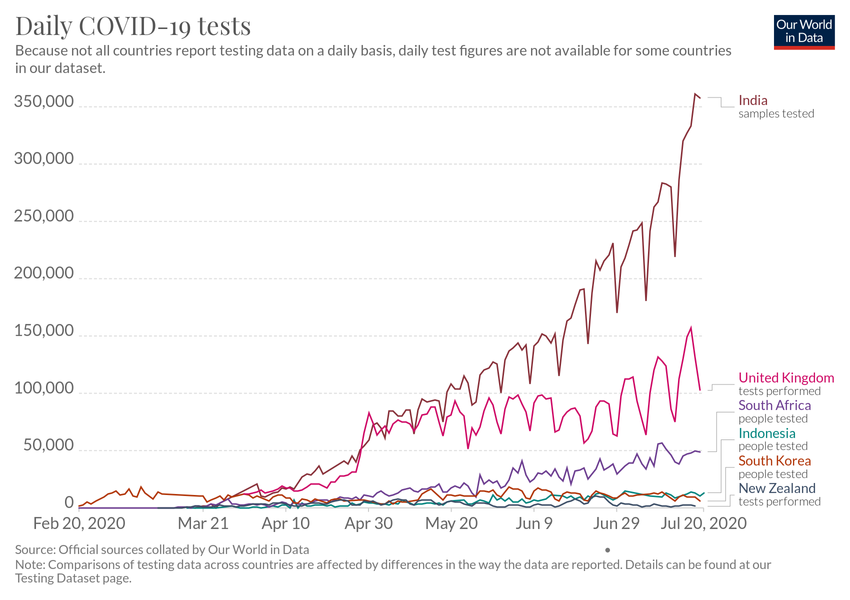 Daily COVID-19 tests
Our World
in Data
Because not all countries report testing data on a daily basis, daily test figures are not available for some countries
in our dataset.
350,000
300,000
250,000
200,000
150,000
100,000
50,000
0
India
samples tested
United Kingdom
tests performed
South Africa
people tested
Indonesia
people tested
South Korea
people tested
New Zealand
tests performed
Feb 20, 2020 Mar 21 Apr 10 Apr 30 May 20 Jun 9 Jun 29 Jul 20, 2020
Source: Official sources collated by Our World in Data
Note: Comparisons of testing data across countries are affected by differences in the way the data are reported. Details can be found at our
Testing Dataset page.